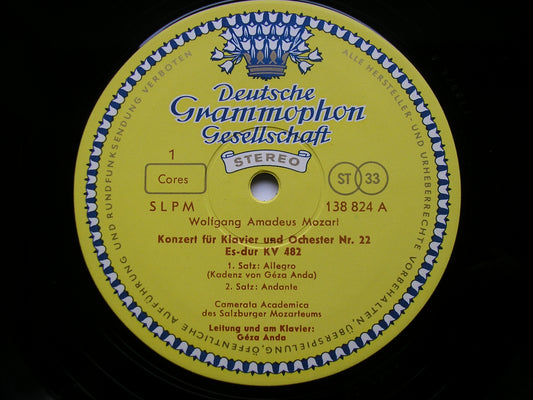 Deutsche
Grammophon
Gesellschaft
STEREO
1
Cores
ST 33
SLPM
138 824 A
Wolfgang Amadeus Mozart
Konzert für Klavier und Ochester Nr. 22
Es-dur KV 482
1. Satz: Allegro
(Kadenz von Géza Anda)
2. Satz: Andante
Camerata Academica
des Salzburger Mozarteums
Leitung und am Klavier:
Géza Anda
ALLE HERSTELLER- UND URHEBERRECHTE VORBEHALTEN, ÜBERSPIELUNG, ÖFFENTLICHE AUFFÜHRUNG UND RUNDFUNKSENDUNG VERBOTEN